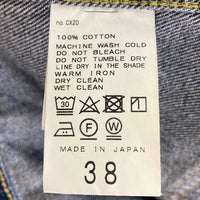 no. CX20
100% COTTON
MACHINE WASH COLD
DO NOT BLEACH
DO NOT TUMBLE DRY
LINE DRY IN THE SHADE
WARM IRON
DRY CLEAN
WET CLEAN
30
F
W
MADE IN JAPAN
38